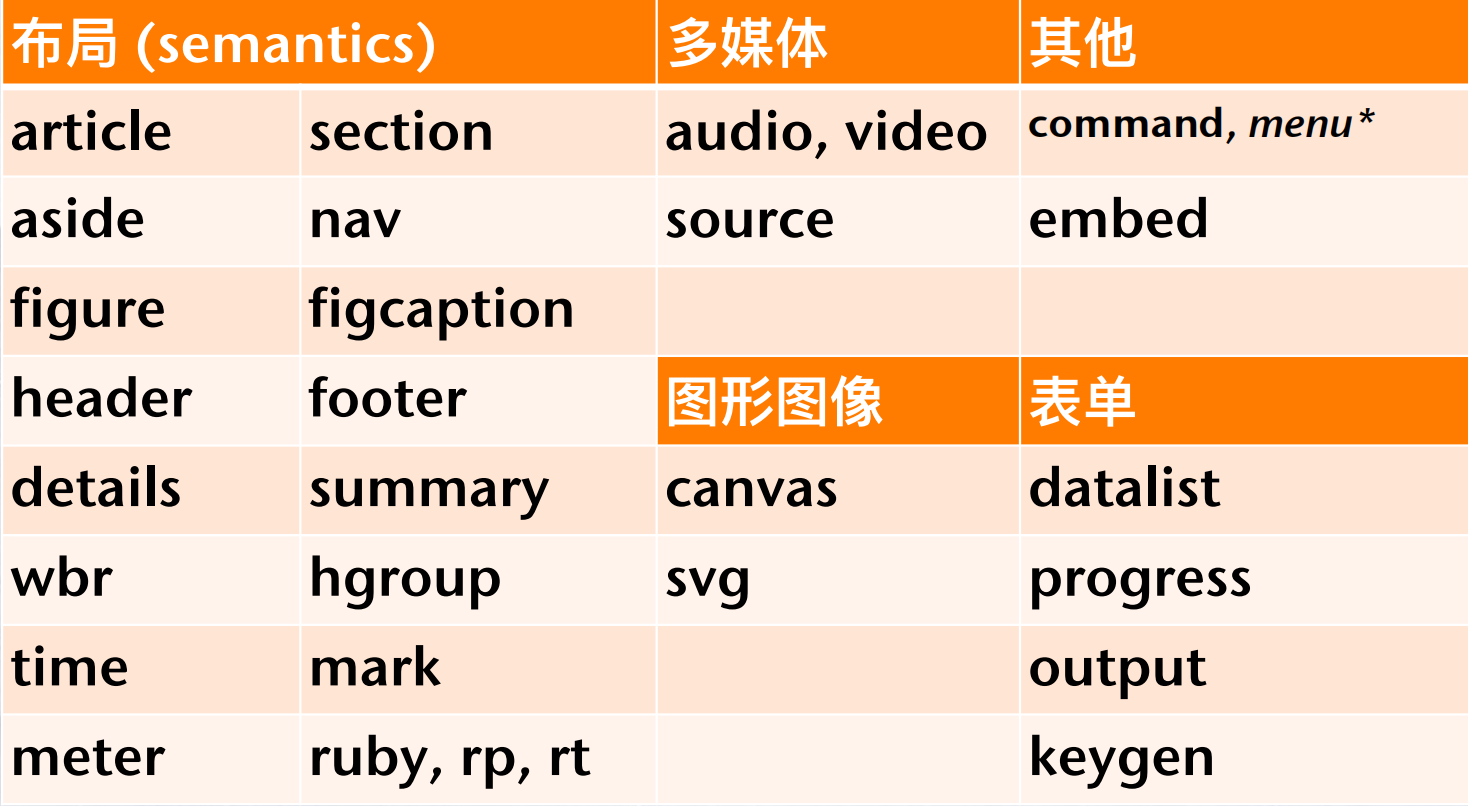 布局 (semantics) 多媒体 其他
article section audio, video command, menu*
aside nav source embed
figure figcaption
header footer 图形图像 表单
details summary canvas datalist
wbr hgroup svg progress
time mark output
meter ruby, rp, rt keygen